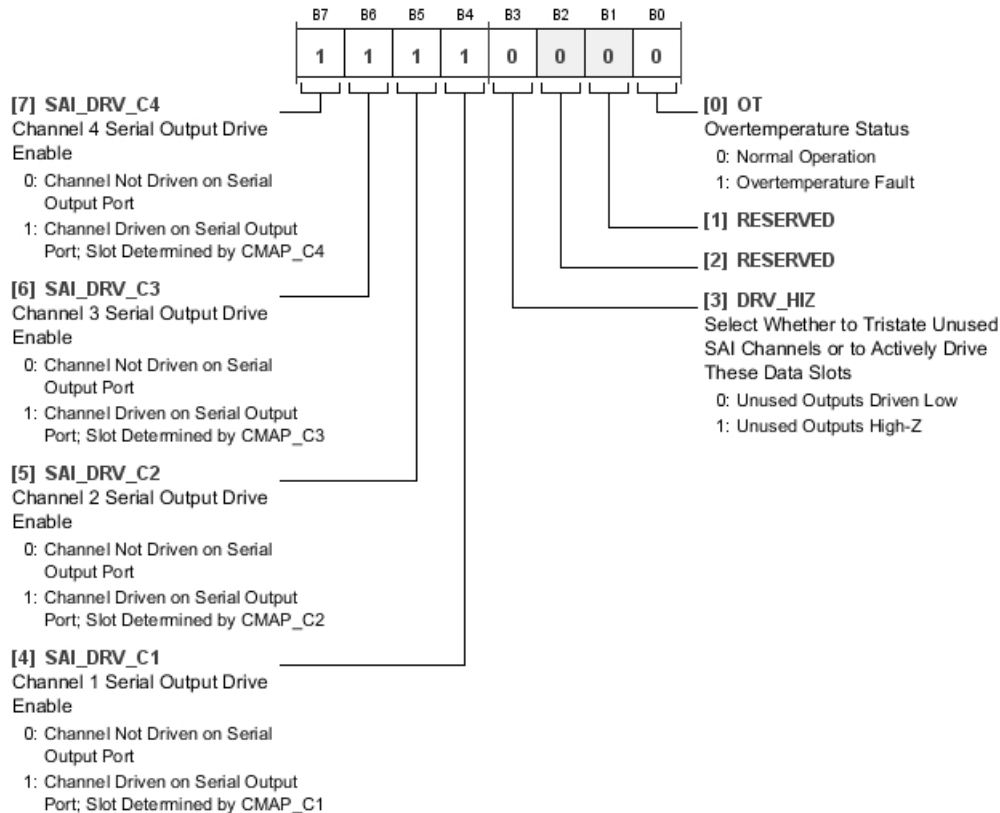 B7 B6 B5 B4 B3 B2 B1 B0
1 1 1 1 0 0 0 0
[7] SAI_DRV_C4
Channel 4 Serial Output Drive
Enable
0: Channel Not Driven on Serial
Output Port
1: Channel Driven on Serial Output
Port; Slot Determined by CMAP_C4
[6] SAI_DRV_C3
Channel 3 Serial Output Drive
Enable
0: Channel Not Driven on Serial
Output Port
1: Channel Driven on Serial Output
Port; Slot Determined by CMAP_C3
[5] SAI_DRV_C2
Channel 2 Serial Output Drive
Enable
0: Channel Not Driven on Serial
Output Port
1: Channel Driven on Serial Output
Port; Slot Determined by CMAP_C2
[4] SAI_DRV_C1
Channel 1 Serial Output Drive
Enable
0: Channel Not Driven on Serial
Output Port
1: Channel Driven on Serial Output
Port; Slot Determined by CMAP_C1
[0] OT
Overtemperature Status
0: Normal Operation
1: Overtemperature Fault
[1] RESERVED
[2] RESERVED
[3] DRV_HIZ
Select Whether to Tristate Unused
SAI Channels or to Actively Drive
These Data Slots
0: Unused Outputs Driven Low
1: Unused Outputs High-Z